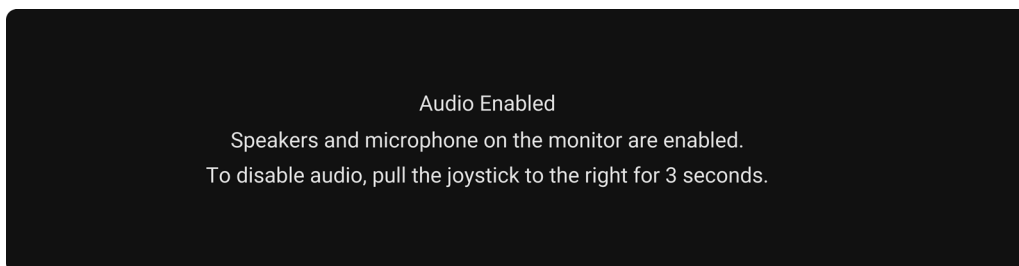 Audio Enabled
Speakers and microphone on the monitor are enabled.
To disable audio, pull the joystick to the right for 3 seconds.